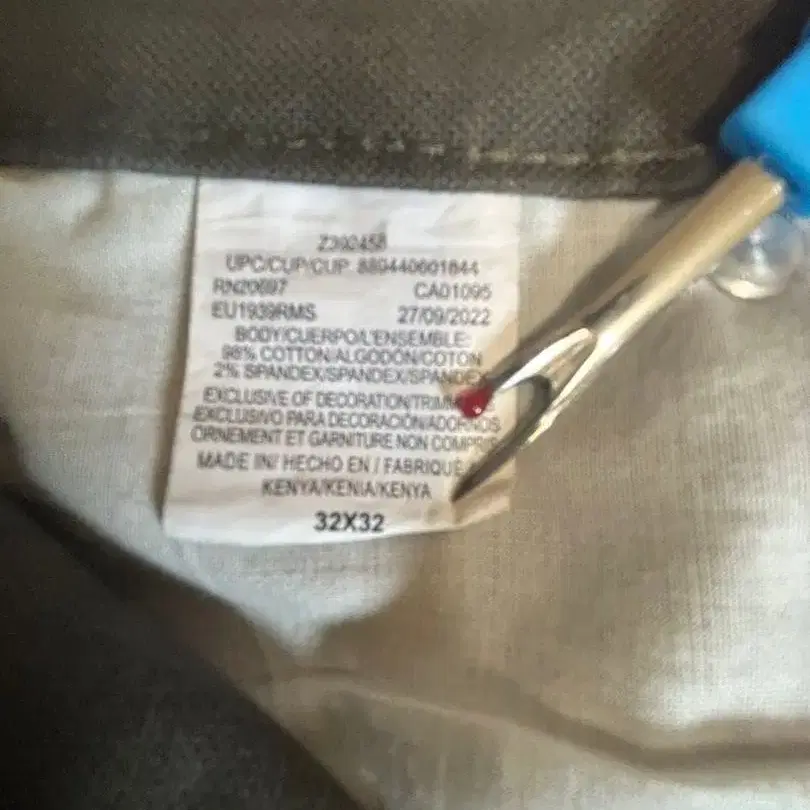 Z392458
UPC/CUP/CUP 889440601844
RN20697 CA01095
EU1939RMS 27/09/2022
BODY/CUERPO/L'ENSEMBLE:
98% COTTON/ALGODÓN/COTON
2% SPANDEX/SPANDEX/SPANDEX
EXCLUSIVE OF DECORATION/
EXCLUSIVO PARA DECORACIÓN/ADORNOS
ORNEMENT ET GARNITURE NON COMPRIS
MADE IN/ HECHO EN / FABRIQUÉ
KENYA/KENIA/KENYA
32X32